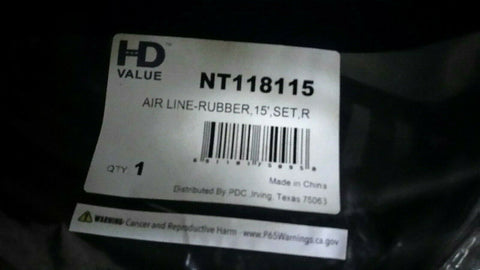 HD™
VALUE
NT118115
AIR LINE-RUBBER,15',SET,R
QTY 1
Made in China
Distributed By PDC ,Irving, Texas 75063
WARNING: Cancer and Reproductive Harm - www.P65Warnings.ca.gov